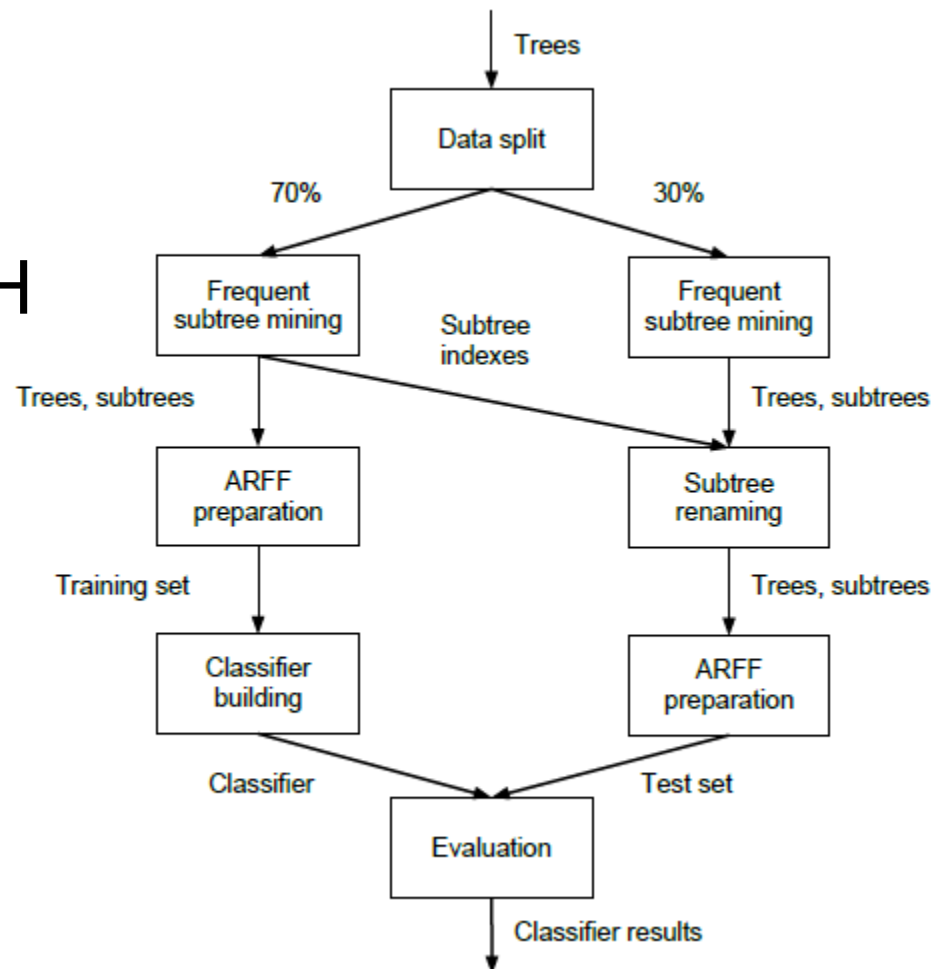 Trees
Data split
70%
30%
Frequent
subtree mining
Subtree
indexes
Frequent
subtree mining
Trees, subtrees
Trees, subtrees
ARFF
preparation
Subtree
renaming
Training set
Trees, subtrees
Classifier
building
ARFF
preparation
Classifier
Test set
Evaluation
Classifier results